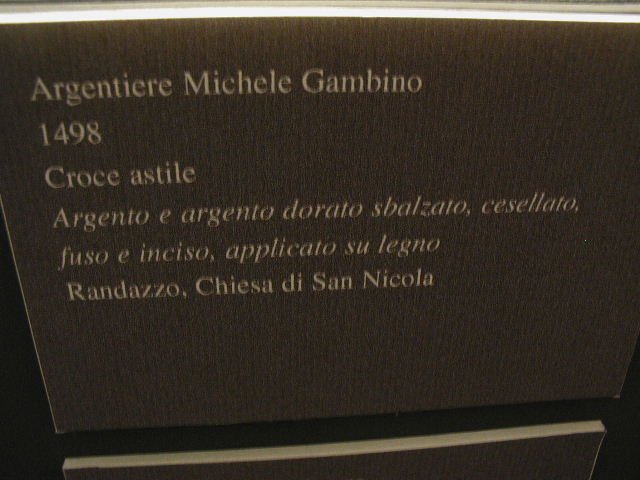 Argentiere Michele Gambino
1498
Croce astile
Argento e argento dorato sbalzato, cesellato,
fuso e inciso, applicato su legno
Randazzo, Chiesa di San Nicola